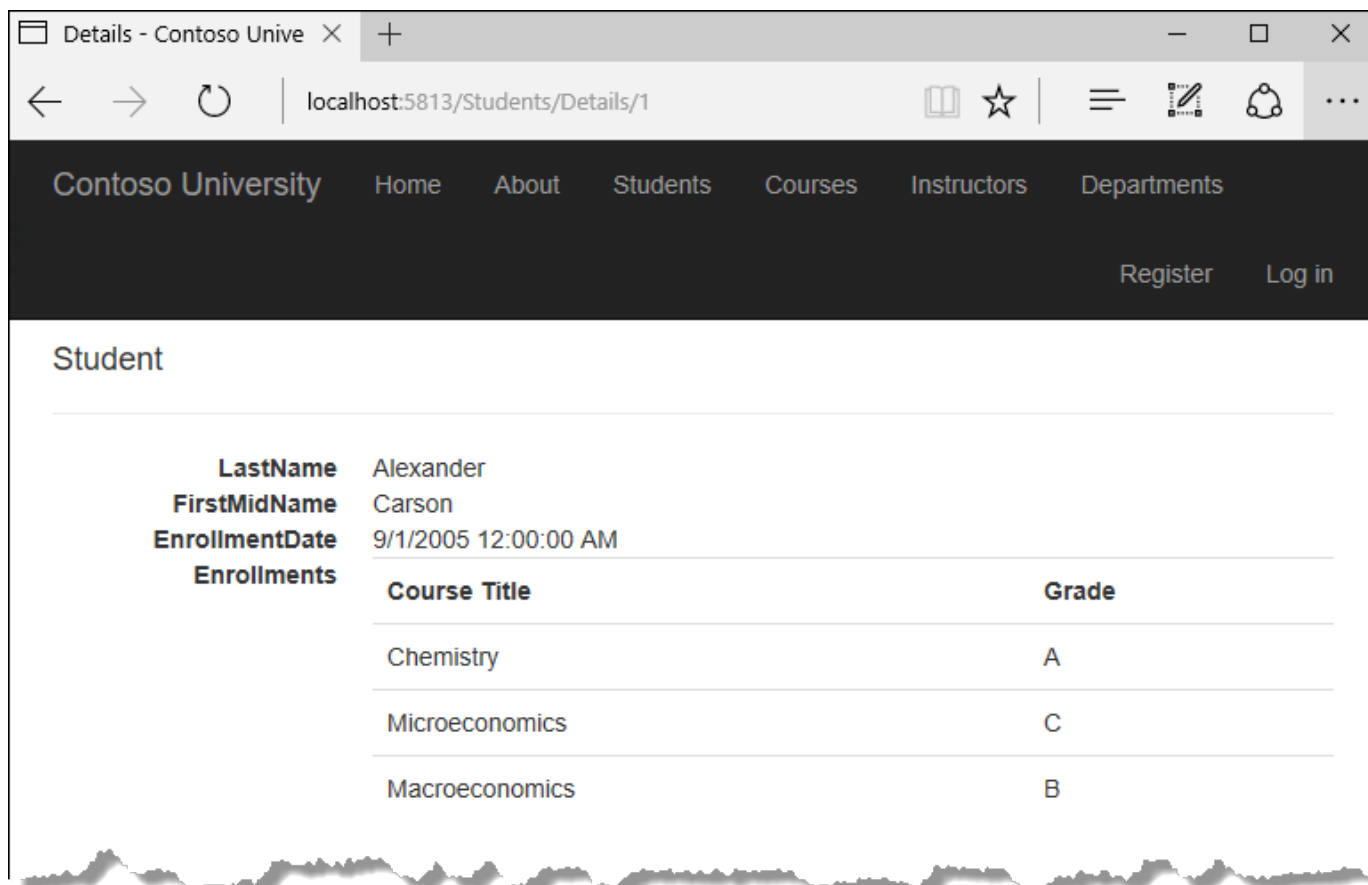 Details - Contoso Unive
localhost:5813/Students/Details/1
Contoso University Home About Students Courses Instructors Departments
Register Log in
Student
LastName Alexander
FirstMidName Carson
EnrollmentDate 9/1/2005 12:00:00 AM
Enrollments
Course Title Grade
Chemistry A
Microeconomics C
Macroeconomics B